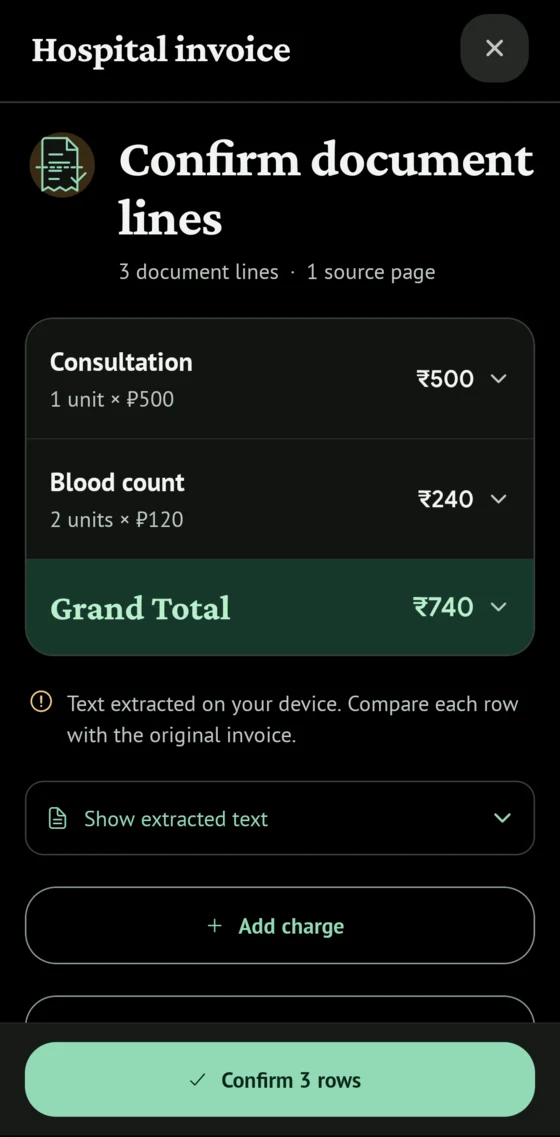 Hospital invoice
Confirm document
lines
3 document lines · 1 source page
Consultation
₹500
1 unit × ₽500
Blood count
₹240
2 units × ₽120
Grand Total
₹740
Text extracted on your device. Compare each row
with the original invoice.
Show extracted text
+ Add charge
Confirm 3 rows